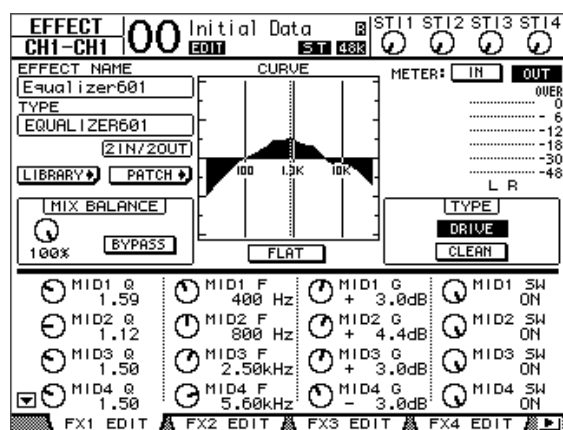 EFFECT
CH1-CH1
00
Initial Data
EDIT
ST 48K
ST11 ST12 ST13 ST14
EFFECT NAME
Equalizer601
TYPE
EQUALIZER601
2IN/2OUT
LIBRARY
PATCH
CURVE
100 1.0K 10K
FLAT
METER: IN OUT
OVER
0
- 6
-12
-18
-30
-48
L R
MIX BALANCE
100%
BYPASS
TYPE
DRIVE
CLEAN
MID1 Q
1.59
MID1 F
400 Hz
MID1 G
+ 3.0dB
MID1 SW
ON
MID2 Q
1.12
MID2 F
800 Hz
MID2 G
+ 4.4dB
MID2 SW
ON
MID3 Q
1.50
MID3 F
2.50kHz
MID3 G
+ 3.0dB
MID3 SW
ON
MID4 Q
1.50
MID4 F
5.60kHz
MID4 G
- 3.0dB
MID4 SW
ON
FX1 EDIT
FX2 EDIT
FX3 EDIT
FX4 EDIT